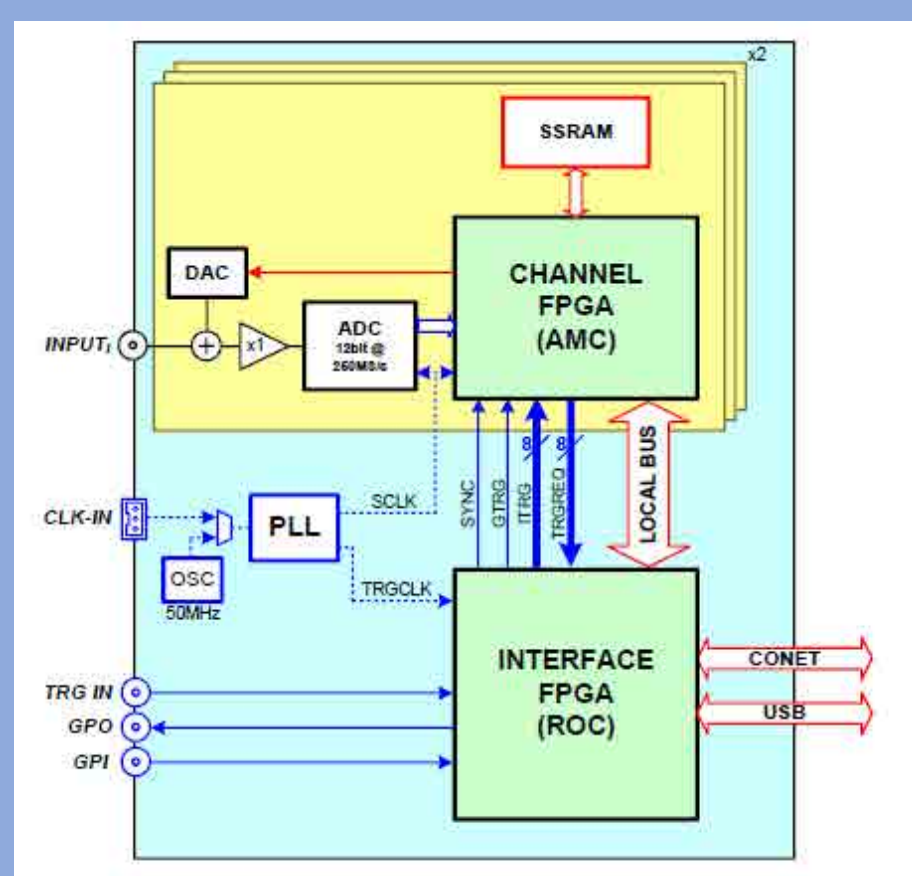 x2
SSRAM
DAC
CHANNEL
FPGA
(AMC)
INPUTi
x1
ADC
12bit @
250MS/s
8
8
SYNC
GTRG
ITRG
TRGREQ
LOCAL BUS
CLK-IN
SCLK
PLL
OSC
50MHz
TRGCLK
INTERFACE
FPGA
(ROC)
CONET
USB
TRG IN
GPO
GPI